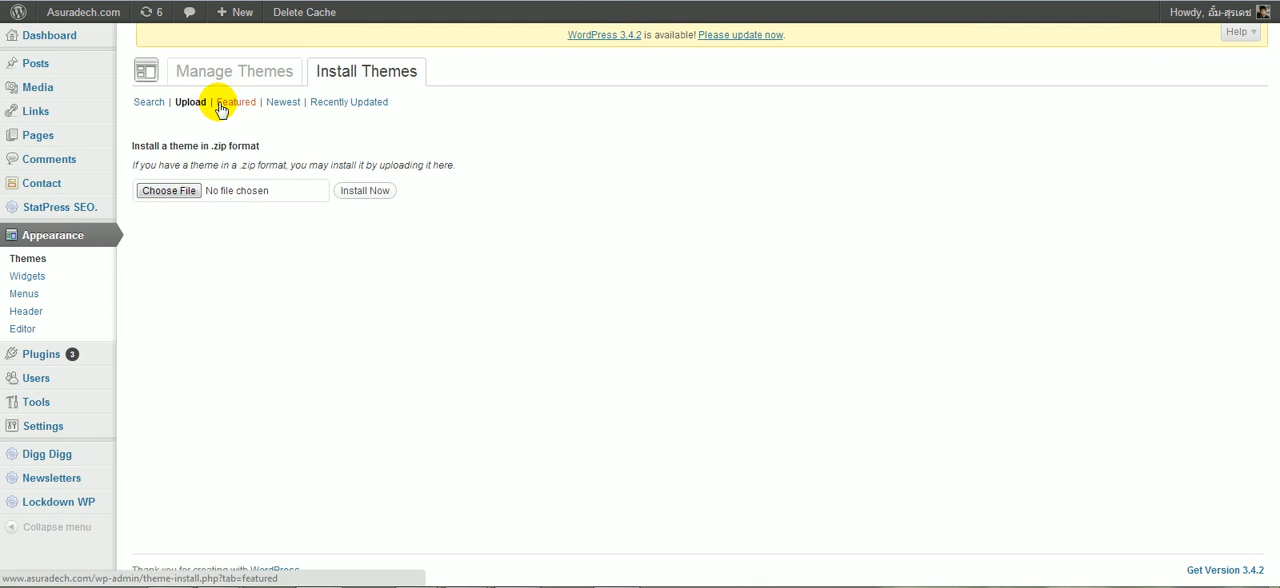 Asuradech.com 6 + New Delete Cache Howdy, อั๋ม-สุรเดช
WordPress 3.4.2 is available! Please update now.
Help
Dashboard
Posts
Media
Links
Pages
Comments
Contact
StatPress SEO.
Appearance
Themes
Widgets
Menus
Header
Editor
Plugins 3
Users
Tools
Settings
Digg Digg
Newsletters
Lockdown WP
Collapse menu
Manage Themes Install Themes
Search | Upload | Featured | Newest | Recently Updated
Install a theme in .zip format
If you have a theme in a .zip format, you may install it by uploading it here.
Choose File No file chosen Install Now
Thank you for creating with WordPress.
Get Version 3.4.2
www.asuradech.com/wp-admin/theme-install.php?tab=featured